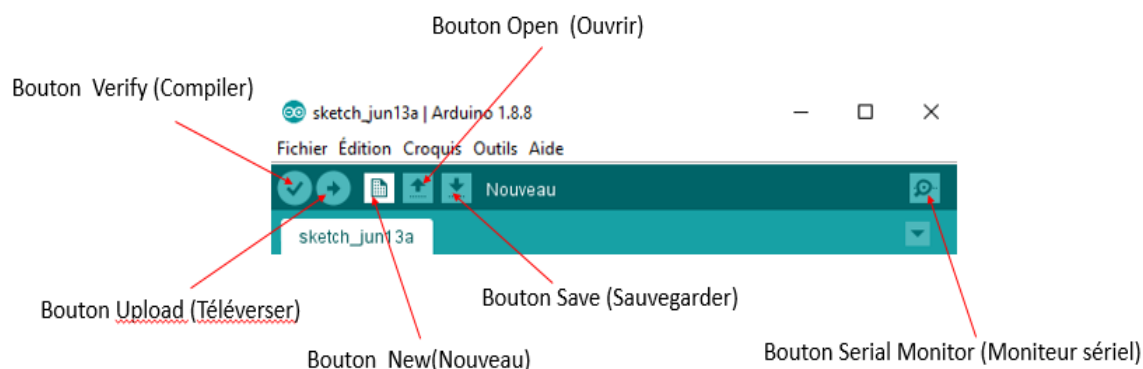 Bouton Open (Ouvrir)
Bouton Verify (Compiler)
sketch_jun13a | Arduino 1.8.8
Fichier Édition Croquis Outils Aide
Nouveau
sketch_jun13a
Bouton Upload (Téléverser)
Bouton Save (Sauvegarder)
Bouton New(Nouveau)
Bouton Serial Monitor (Moniteur sériel)